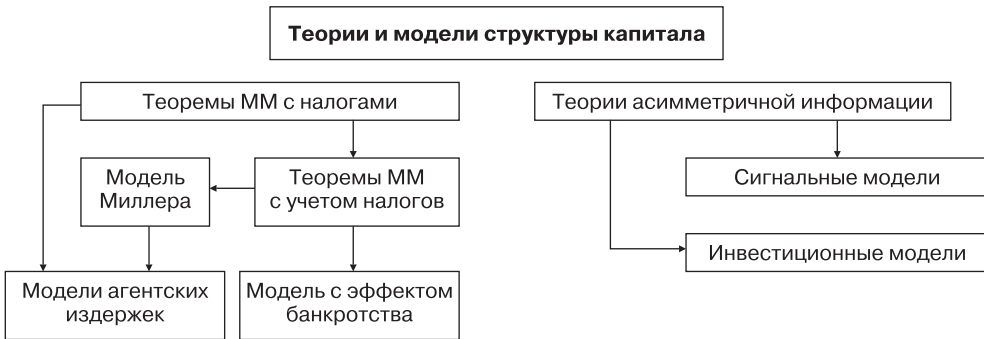 Теории и модели структуры капитала
Теоремы ММ с налогами
Теории асимметричной информации
Модель
Миллера
Теоремы ММ
с учетом налогов
Сигнальные модели
Инвестиционные модели
Модели агентских
издержек
Модель с эффектом
банкротства